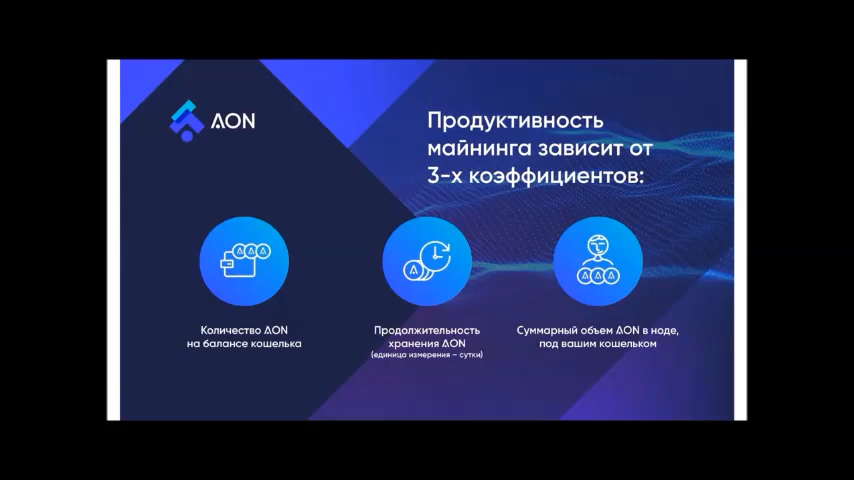 ΔON
Продуктивность
майнинга зависит от
3-х коэффициентов:
Количество ΔON
на балансе кошелька
Продолжительность
хранения ΔON
(единица измерения – сутки)
Суммарный объем ΔON в ноде,
под вашим кошельком